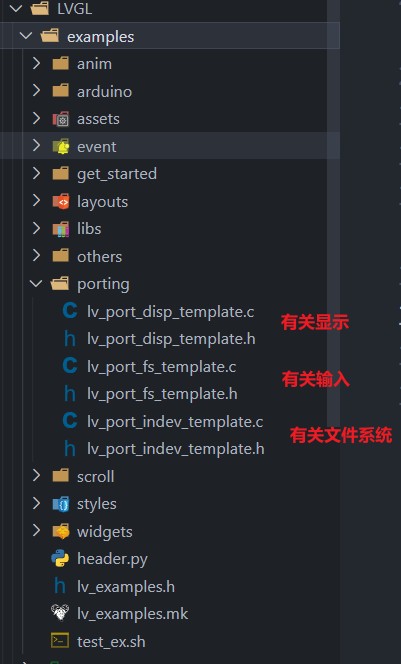 LVGL
examples
anim
arduino
assets
event
get_started
layouts
libs
others
porting
lv_port_disp_template.c
有关显示
lv_port_disp_template.h
lv_port_fs_template.c
有关输入
lv_port_fs_template.h
lv_port_indev_template.c
有关文件系统
lv_port_indev_template.h
scroll
styles
widgets
header.py
lv_examples.h
lv_examples.mk
test_ex.sh